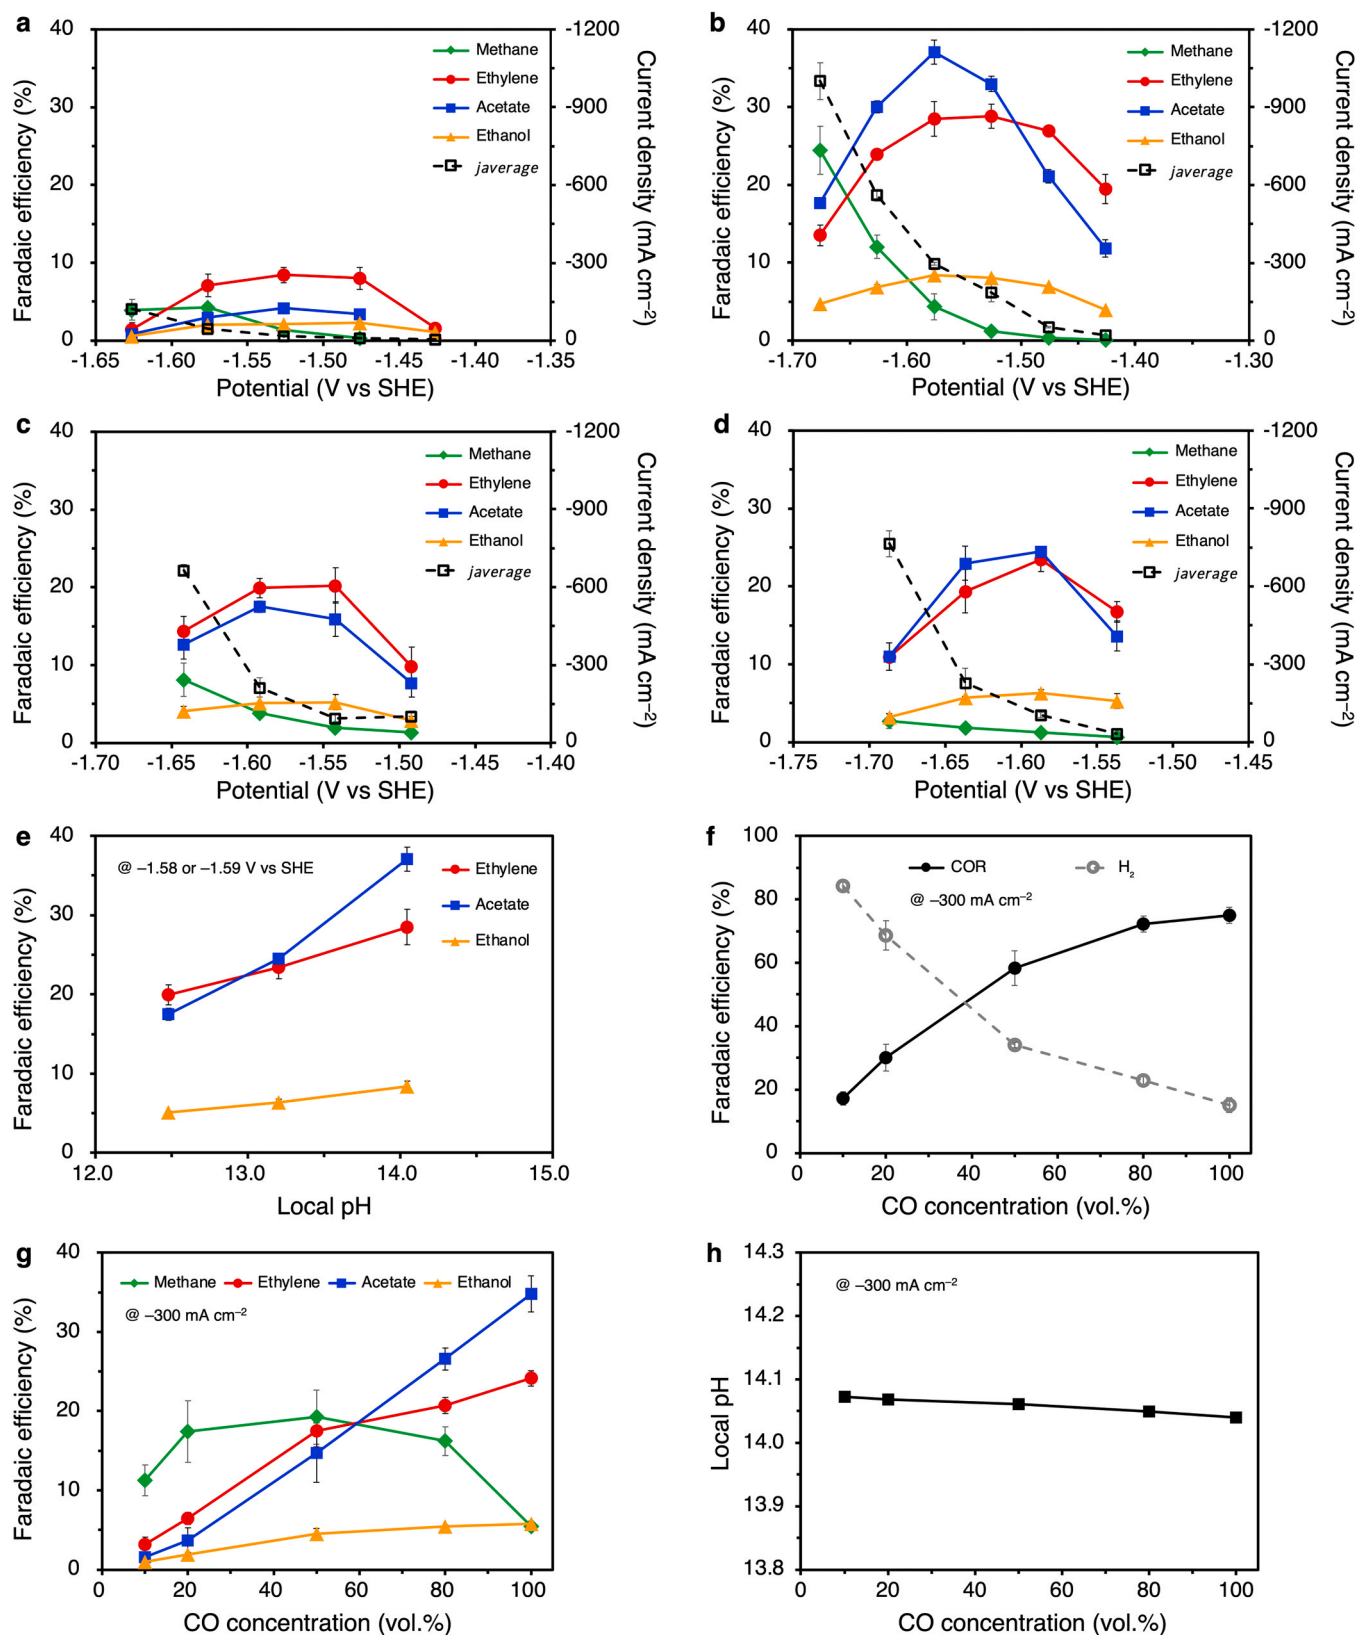 a
40
30
20
10
0
Faradaic efficiency (%)
Methane
Ethylene
Acetate
Ethanol
javerage
-1200
-900
-600
-300
0
Current density (mA cm⁻²)
-1.65 -1.60 -1.55 -1.50 -1.45 -1.40 -1.35
Potential (V vs SHE)
b
40
30
20
10
0
Faradaic efficiency (%)
Methane
Ethylene
Acetate
Ethanol
javerage
-1200
-900
-600
-300
0
Current density (mA cm⁻²)
-1.70 -1.60 -1.50 -1.40 -1.30
Potential (V vs SHE)
c
40
30
20
10
0
Faradaic efficiency (%)
Methane
Ethylene
Acetate
Ethanol
javerage
-1200
-900
-600
-300
0
Current density (mA cm⁻²)
-1.70 -1.65 -1.60 -1.55 -1.50 -1.45 -1.40
Potential (V vs SHE)
d
40
30
20
10
0
Faradaic efficiency (%)
Methane
Ethylene
Acetate
Ethanol
javerage
-1200
-900
-600
-300
0
Current density (mA cm⁻²)
-1.75 -1.70 -1.65 -1.60 -1.55 -1.50 -1.45
Potential (V vs SHE)
e
40
30
20
10
0
Faradaic efficiency (%)
@ –1.58 or –1.59 V vs SHE
Ethylene
Acetate
Ethanol
12.0 13.0 14.0 15.0
Local pH
f
100
80
60
40
20
0
Faradaic efficiency (%)
COR H₂
@ –300 mA cm⁻²
0 20 40 60 80 100
CO concentration (vol.%)
g
40
30
20
10
0
Faradaic efficiency (%)
Methane Ethylene Acetate Ethanol
@ –300 mA cm⁻²
0 20 40 60 80 100
CO concentration (vol.%)
h
14.3
14.2
14.1
14.0
13.9
13.8
Local pH
@ –300 mA cm⁻²
0 20 40 60 80 100
CO concentration (vol.%)